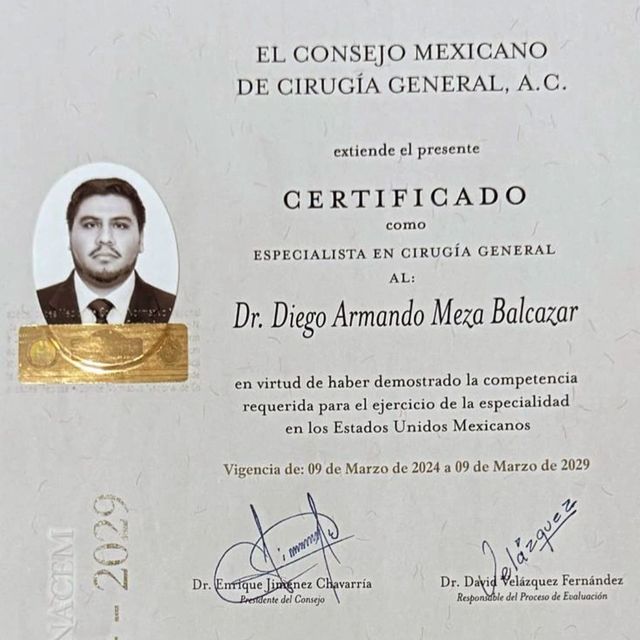 EL CONSEJO MEXICANO
DE CIRUGÍA GENERAL, A.C.
extiende el presente
CERTIFICADO
como
ESPECIALISTA EN CIRUGÍA GENERAL
AL:
Dr. Diego Armando Meza Balcazar
en virtud de haber demostrado la competencia
requerida para el ejercicio de la especialidad
en los Estados Unidos Mexicanos
Vigencia de: 09 de Marzo de 2024 a 09 de Marzo de 2029
Velázquez
Dr. Enrique Jiménez Chavarría
Presidente del Consejo
Dr. David Velázquez Fernández
Responsable del Proceso de Evaluación
2029